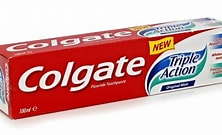 NEW
Colgate
Triple
Action
Fluoride Toothpaste
Original Mint
100ml